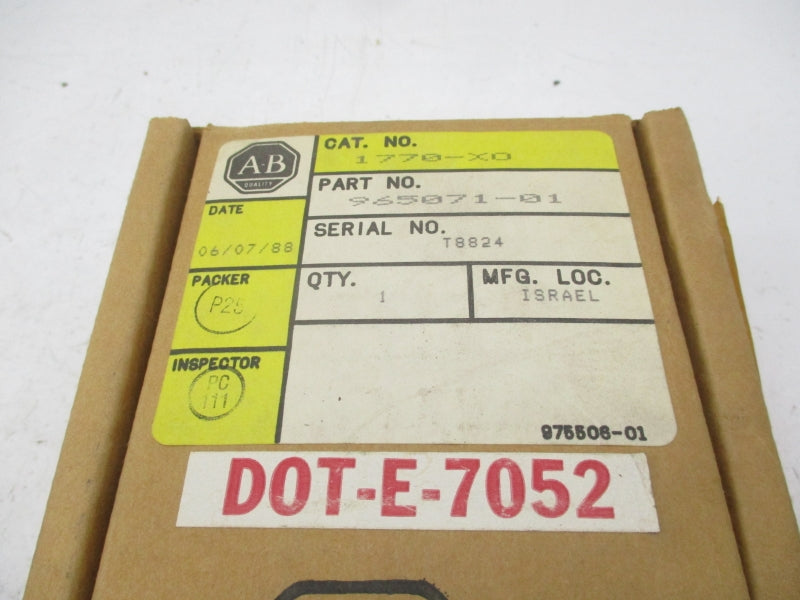 A-B
QUALITY
CAT. NO.
1770-XO
PART NO.
965071-01
SERIAL NO.
T8824
DATE
06/07/88
PACKER
P25
INSPECTOR
PC
111
QTY.
1
MFG. LOC.
ISRAEL
975506-01
DOT-E-7052